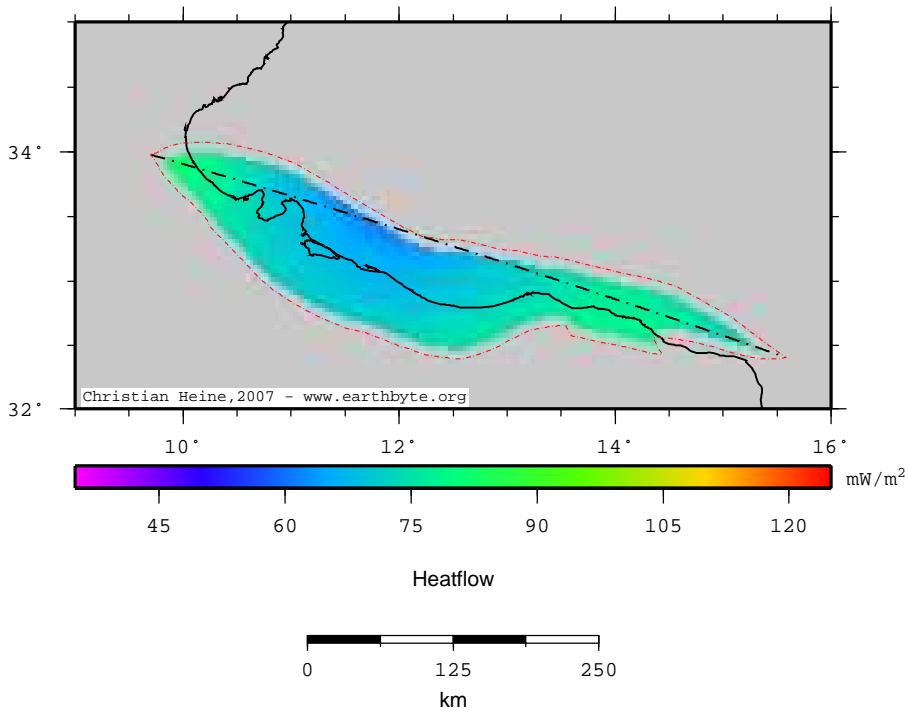 34°
32°
Christian Heine,2007 - www.earthbyte.org
10° 12° 14° 16°
mW/m²
45 60 75 90 105 120
Heatflow
0 125 250
km